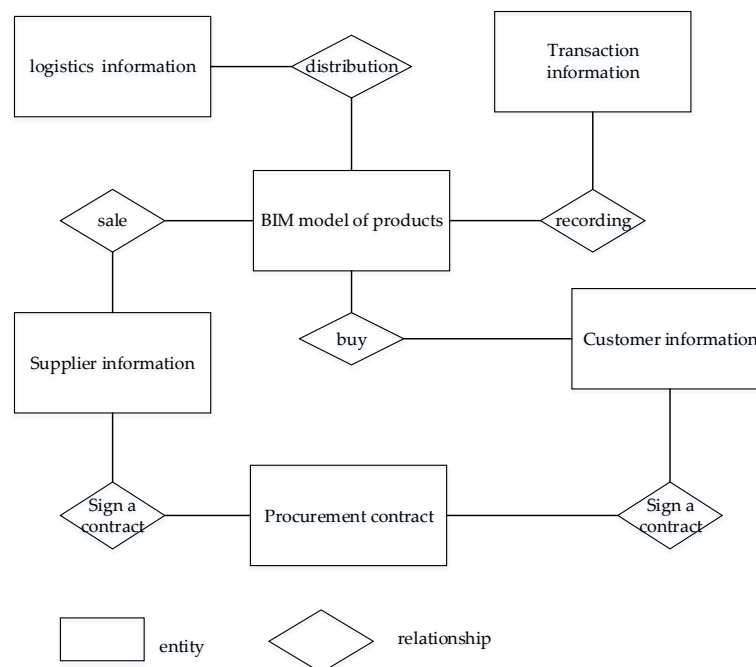 logistics information
distribution
Transaction
information
sale
BIM model of products
recording
Supplier information
buy
Customer information
Sign a
contract
Procurement contract
Sign a
contract
entity
relationship